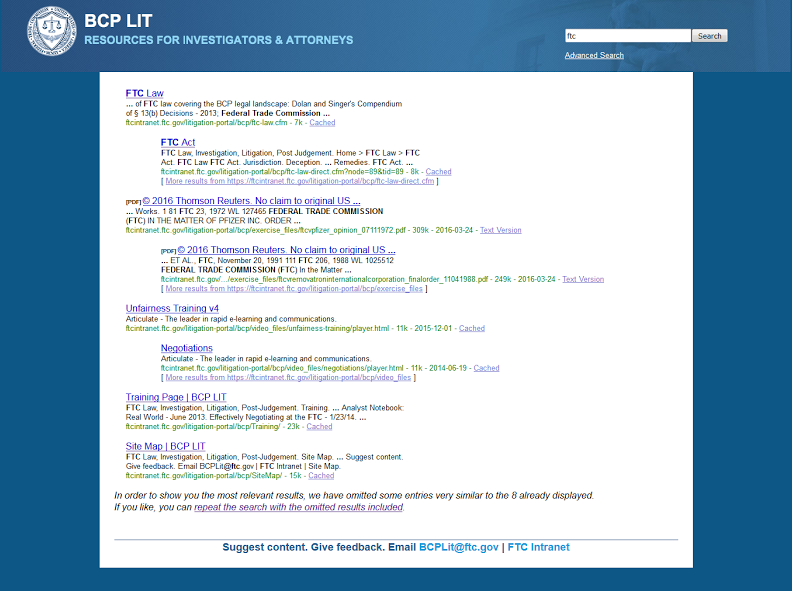 BCP LIT
RESOURCES FOR INVESTIGATORS & ATTORNEYS
ftc
Search
Advanced Search
FTC Law
... of FTC law covering the BCP legal landscape: Dolan and Singer's Compendium
of § 13(b) Decisions - 2013, Federal Trade Commission ...
ftcintranet.ftc.gov/litigation-portal/bcp/ftc-law.cfm - 7k - Cached
FTC Act
FTC Law, Investigation, Litigation, Post Judgement. Home > FTC Law > FTC
Act. FTC Law FTC Act. Jurisdiction. Deception. ... Remedies. FTC Act. ...
ftcintranet.ftc.gov/litigation-portal/bcp/ftc-law-direct.cfm?node=89&tid=89 - 8k - Cached
[ More results from https://ftcintranet.ftc.gov/litigation-portal/bcp/ftc-law-direct.cfm ]
[PDF] © 2016 Thomson Reuters. No claim to original US ...
... Works. 1 81 FTC 23, 1972 WL 127465 FEDERAL TRADE COMMISSION
(FTC) IN THE MATTER OF PFIZER INC. ORDER ...
ftcintranet.ftc.gov/litigation-portal/bcp/exercise_files/ftcvpfizer_opinion_07111972.pdf - 309k - 2016-03-24 - Text Version
[PDF] © 2016 Thomson Reuters. No claim to original US ...
... ET AL., FTC, November 20, 1991 111 FTC 206, 1988 WL 1025512
FEDERAL TRADE COMMISSION (FTC) In the Matter ...
ftcintranet.ftc.gov/.../exercise_files/ftcvremovatroninternationalcorporation_finalorder_11041988.pdf - 249k - 2016-03-24 - Text Version
[ More results from https://ftcintranet.ftc.gov/litigation-portal/bcp/exercise_files ]
Unfairness Training v4
Articulate - The leader in rapid e-learning and communications.
ftcintranet.ftc.gov/litigation-portal/bcp/video_files/unfairness-training/player.html - 11k - 2015-12-01 - Cached
Negotiations
Articulate - The leader in rapid e-learning and communications.
ftcintranet.ftc.gov/litigation-portal/bcp/video_files/negotiations/player.html - 11k - 2014-06-19 - Cached
[ More results from https://ftcintranet.ftc.gov/litigation-portal/bcp/video_files ]
Training Page | BCP LIT
FTC Law, Investigation, Litigation, Post-Judgement. Training. ... Analyst Notebook:
Real World - June 2013. Effectively Negotiating at the FTC - 1/23/14. ...
ftcintranet.ftc.gov/litigation-portal/bcp/Training/ - 23k - Cached
Site Map | BCP LIT
FTC Law, Investigation, Litigation, Post-Judgement. Site Map. ... Suggest content.
Give feedback. Email BCPLit@ftc.gov | FTC Intranet | Site Map.
ftcintranet.ftc.gov/litigation-portal/bcp/SiteMap/ - 15k - Cached
In order to show you the most relevant results, we have omitted some entries very similar to the 8 already displayed.
If you like, you can repeat the search with the omitted results included.
Suggest content. Give feedback. Email BCPLit@ftc.gov | FTC Intranet